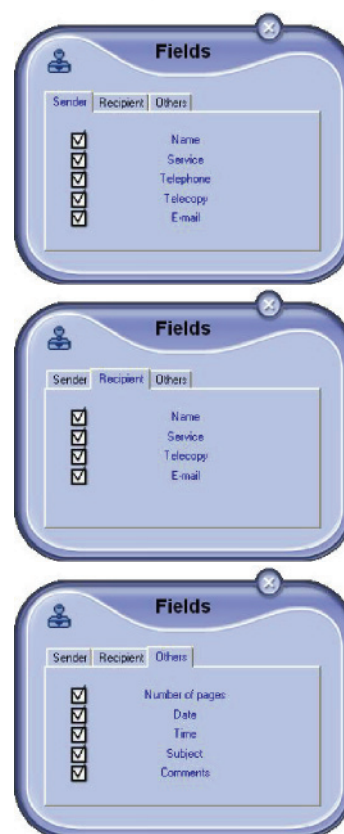 Fields
Sender Recipient Others
Name
Service
Telephone
Telecopy
E-mail
Fields
Sender Recipient Others
Name
Service
Telecopy
E-mail
Fields
Sender Recipient Others
Number of pages
Date
Time
Subject
Comments